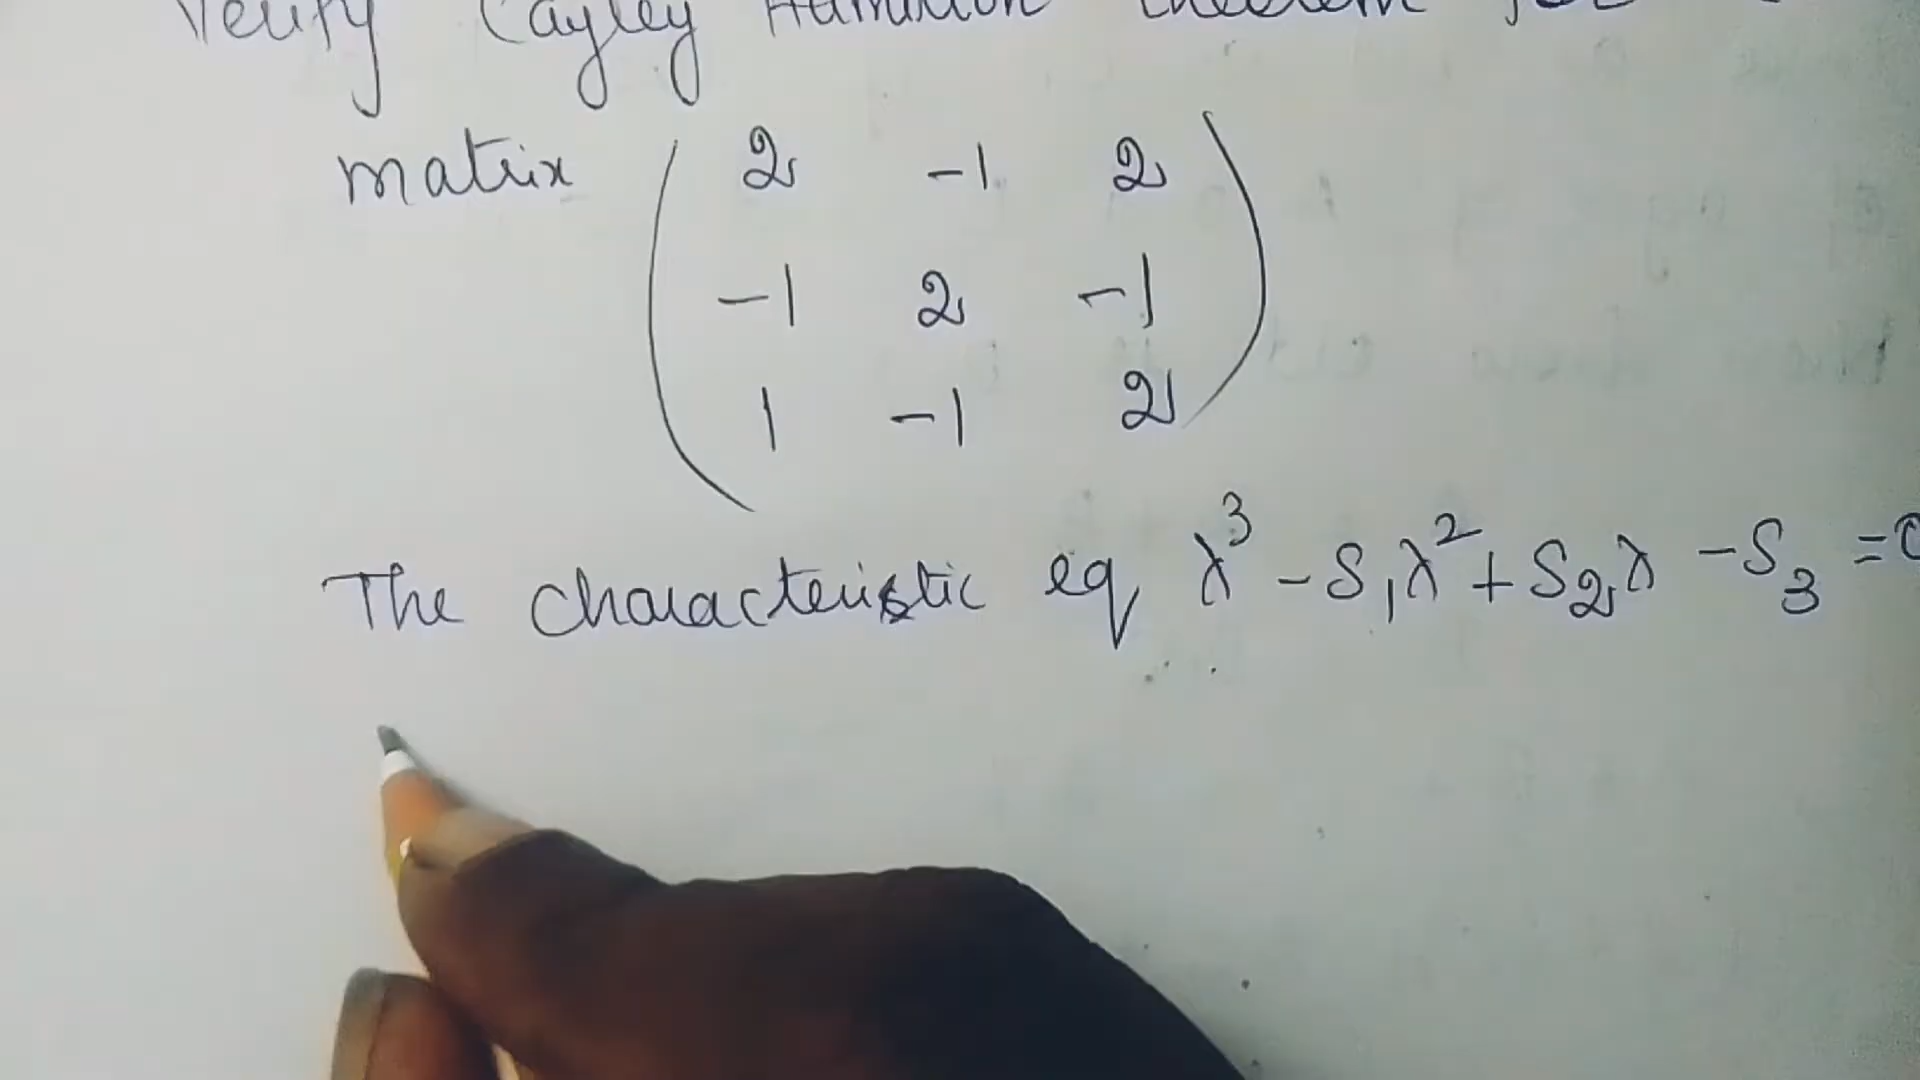 Verify Cayley Hamilton theorem for
matrix ( 2 -1 2
-1 2 -1
1 -1 2 )
The characteristic eq λ³ - S₁λ² + S₂λ - S₃ = 0